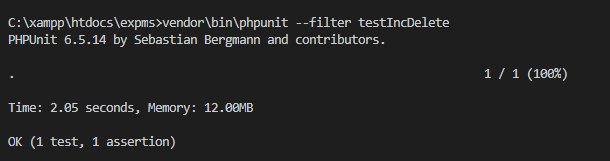 C:\xampp\htdocs\expms>vendor\bin\phpunit --filter testIncDelete
PHPUnit 6.5.14 by Sebastian Bergmann and contributors.
. 1 / 1 (100%)
Time: 2.05 seconds, Memory: 12.00MB
OK (1 test, 1 assertion)